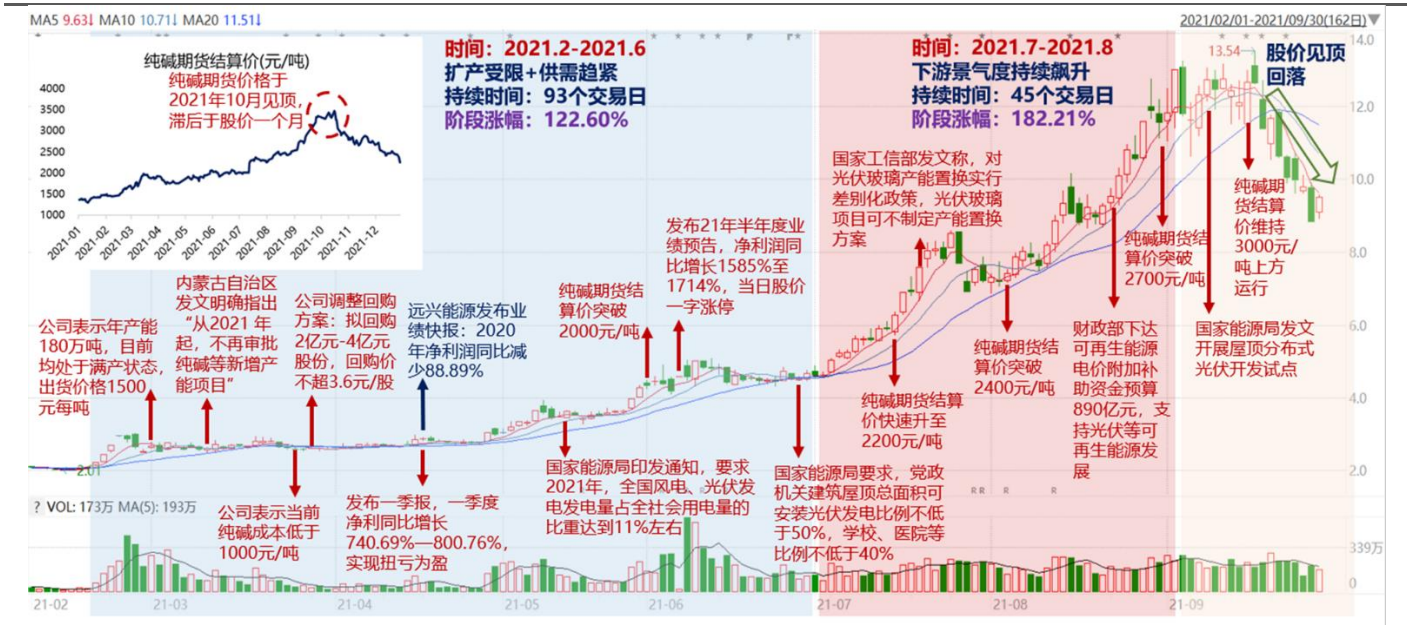 MA5 9.63↓ MA10 10.71↓ MA20 11.51↓
2021/02/01-2021/09/30(162日)▼
纯碱期货结算价(元/吨)
纯碱期货价格于
2021年10月见顶，
滞后于股价一个月
4000
3500
3000
2500
2000
1500
1000
2021-01
2021-02
2021-03
2021-04
2021-05
2021-06
2021-07
2021-08
2021-09
2021-10
2021-11
2021-12
时间：2021.2-2021.6
扩产受限+供需趋紧
持续时间：93个交易日
阶段涨幅：122.60%
时间：2021.7-2021.8
下游景气度持续飙升
持续时间：45个交易日
阶段涨幅：182.21%
13.54
股价见顶
回落
14.0
12.0
10.0
8.0
6.0
4.0
2.0
公司表示年产能
180万吨，目前
均处于满产状态，
出货价格1500
元每吨
内蒙古自治区
发文明确指出
“从2021 年
起，不再审批
纯碱等新增产
能项目”
公司调整回购
方案：拟回购
2亿元-4亿元
股份，回购价
不超3.6元/股
远兴能源发布业
绩快报：2020
年净利润同比减
少88.89%
纯碱期货结
算价突破
2000元/吨
发布21年半年度业
绩预告，净利润同
比增长1585%至
1714%，当日股价
一字涨停
国家工信部发文称，对
光伏玻璃产能置换实行
差别化政策，光伏玻璃
项目可不制定产能置换
方案
纯碱期货结
算价突破
2700元/吨
纯碱期
货结算
价维持
3000元/
吨上方
运行
2.01
公司表示当前
纯碱成本低于
1000元/吨
发布一季报，一季度
净利同比增长
740.69%—800.76%，
实现扭亏为盈
国家能源局印发通知，要求
2021年，全国风电、光伏发
电发电量占全社会用电量的
比重达到11%左右
国家能源局要求，党政
机关建筑屋顶总面积可
安装光伏发电比例不低
于50%，学校、医院等
比例不低于40%
纯碱期货结算
价快速升至
2200元/吨
纯碱期货结
算价突破
2400元/吨
财政部下达
可再生能源
电价附加补
助资金预算
890亿元，支
持光伏等可
再生能源发
展
国家能源局发文
开展屋顶分布式
光伏开发试点
? VOL: 173万 MA(5): 193万
R R R R
339万
0
21-02
21-03
21-04
21-05
21-06
21-07
21-08
21-09